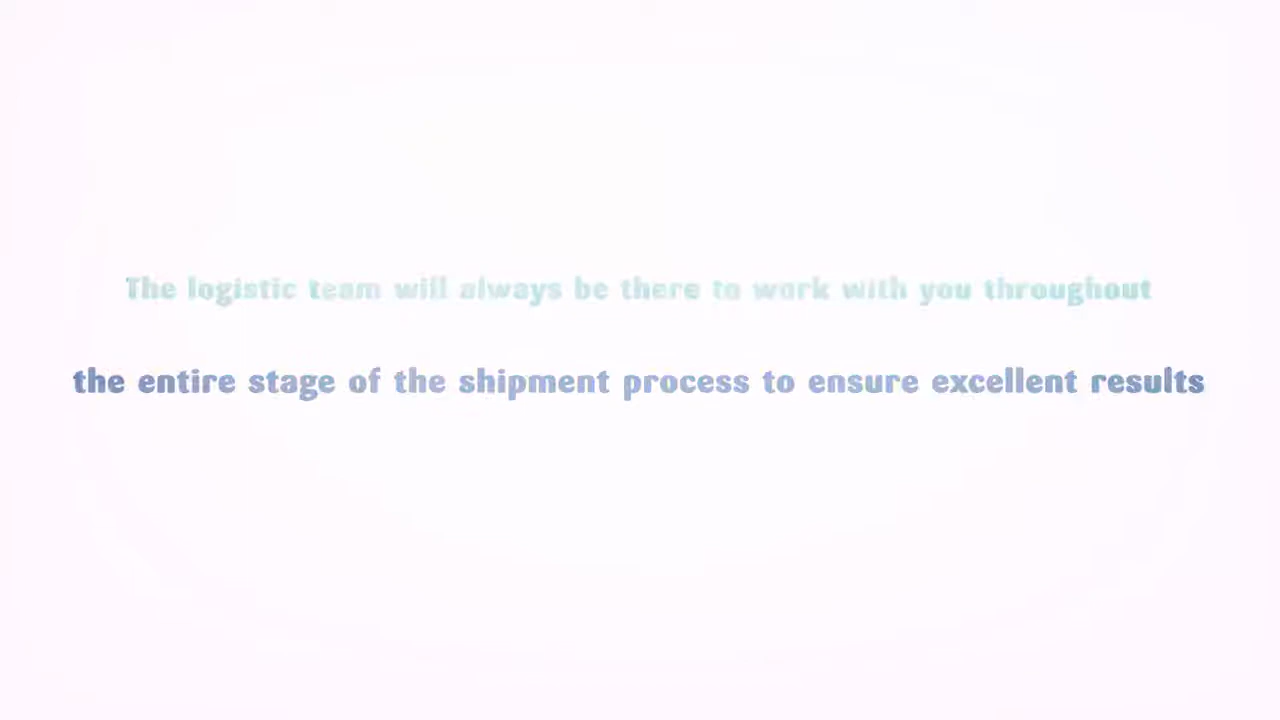 The logistic team will always be there to work with you throughout
the entire stage of the shipment process to ensure excellent results